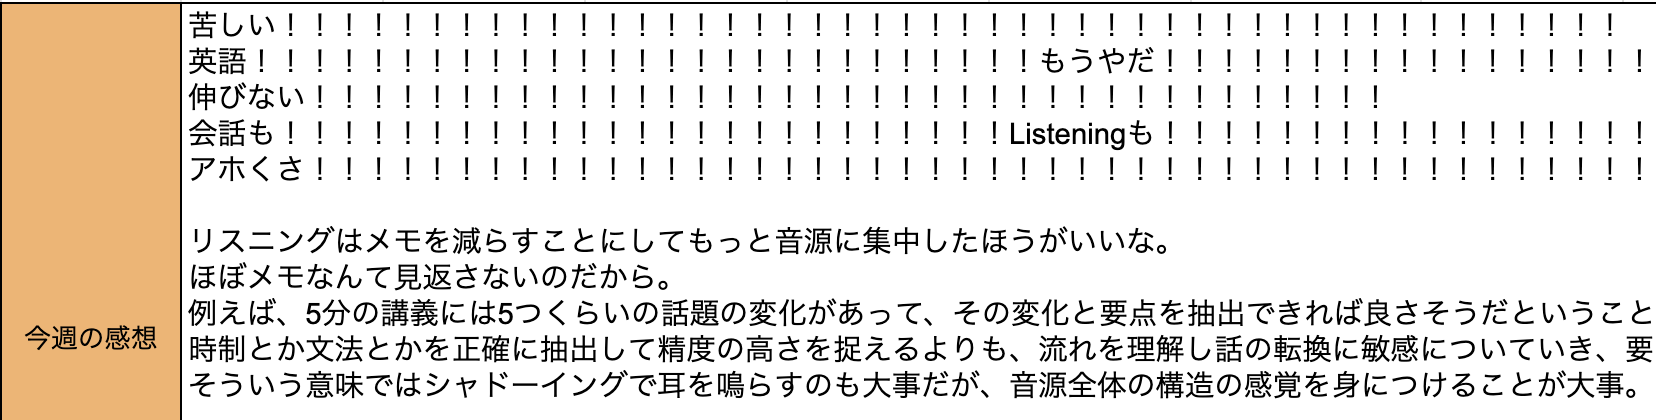 苦しい！！！！！！！！！！！！！！！！！！！！！！！！！！！！！！！！！！！！！！！！！！！！！！
英語！！！！！！！！！！！！！！！！！！！！！！！！！！！もうやだ！！！！！！！！！！！！！！！！！
伸びない！！！！！！！！！！！！！！！！！！！！！！！！！！！！！！！！！！！！！
会話も！！！！！！！！！！！！！！！！！！！！！！！！！Listeningも！！！！！！！！！！！！！！！！！
アホくさ！！！！！！！！！！！！！！！！！！！！！！！！！！！！！！！！！！！！！！！！！！！！！！
リスニングはメモを減らすことにしてもっと音源に集中したほうがいいな。
ほぼメモなんて見返さないのだから。
例えば、5分の講義には5つくらいの話題の変化があって、その変化と要点を抽出できれば良さそうだということ
今週の感想
時制とか文法とかを正確に抽出して精度の高さを捉えるよりも、流れを理解し話の転換に敏感についていき、要
そういう意味ではシャドーイングで耳を鳴らすのも大事だが、音源全体の構造の感覚を身につけることが大事。